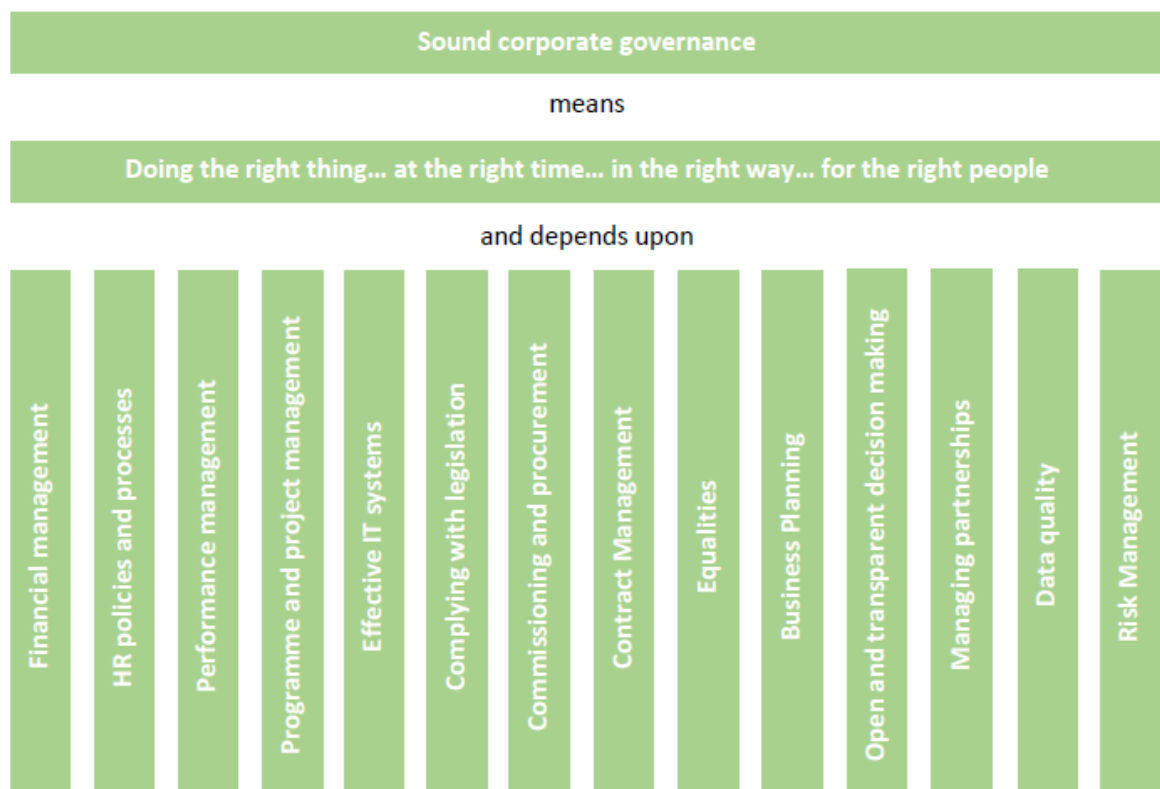 Sound corporate governance
means
Doing the right thing... at the right time... in the right way... for the right people
and depends upon
Financial management
HR policies and processes
Performance management
Programme and project management
Effective IT systems
Complying with legislation
Commissioning and procurement
Contract Management
Equalities
Business Planning
Open and transparent decision making
Managing partnerships
Data quality
Risk Management